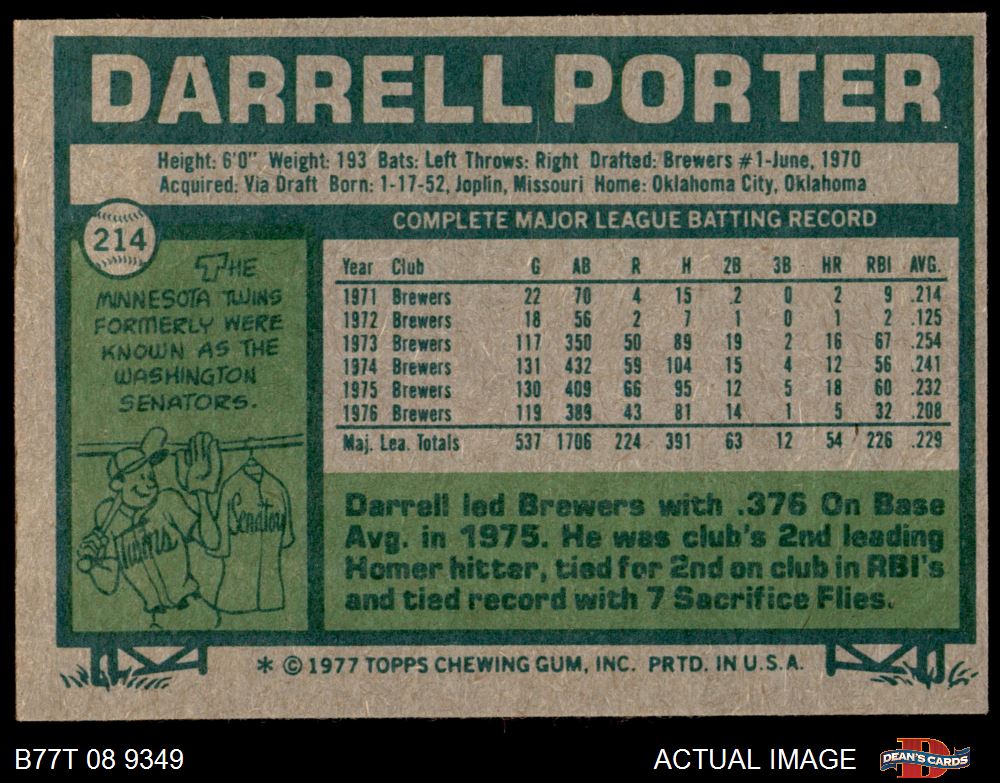 DARRELL PORTER
Height: 6'0" Weight: 193 Bats: Left Throws: Right Drafted: Brewers #1-June, 1970
Acquired: Via Draft Born: 1-17-52, Joplin, Missouri Home: Oklahoma City, Oklahoma
214
THE
MINNESOTA TWINS
FORMERLY WERE
KNOWN AS THE
WASHINGTON
SENATORS.
Twins
Senators
COMPLETE MAJOR LEAGUE BATTING RECORD
Year Club G AB R H 2B 3B HR RBI AVG.
1971 Brewers 22 70 4 15 .2 0 2 9 .214
1972 Brewers 18 56 2 7 1 0 1 2 .125
1973 Brewers 117 350 50 89 19 2 16 67 .254
1974 Brewers 131 432 59 104 15 4 12 56 .241
1975 Brewers 130 409 66 95 12 5 18 60 .232
1976 Brewers 119 389 43 81 14 1 5 32 .208
Maj. Lea. Totals 537 1706 224 391 63 12 54 226 .229
Darrell led Brewers with .376 On Base
Avg. in 1975. He was club's 2nd leading
Homer hitter, tied for 2nd on club in RBI's
and tied record with 7 Sacrifice Flies.
* © 1977 TOPPS CHEWING GUM, INC. PRTD. IN U.S.A.
B77T 08 9349 ACTUAL IMAGE DEAN'S CARDS